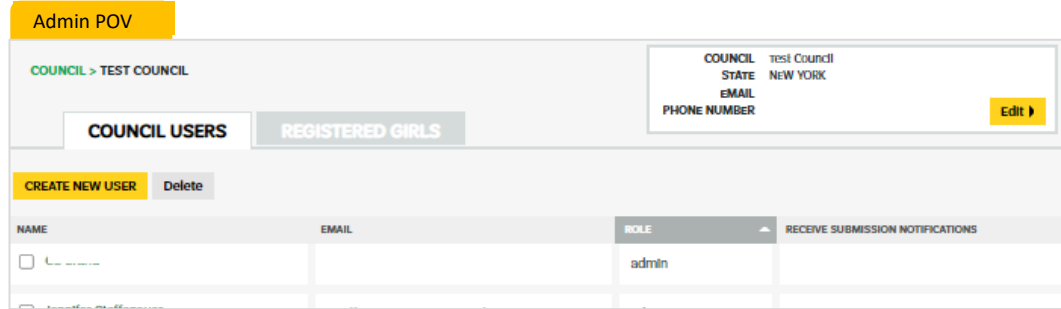 Admin POV
COUNCIL > TEST COUNCIL
COUNCIL Test Council
STATE NEW YORK
EMAIL
PHONE NUMBER
Edit
COUNCIL USERS REGISTERED GIRLS
CREATE NEW USER Delete
NAME EMAIL ROLE RECEIVE SUBMISSION NOTIFICATIONS
admin